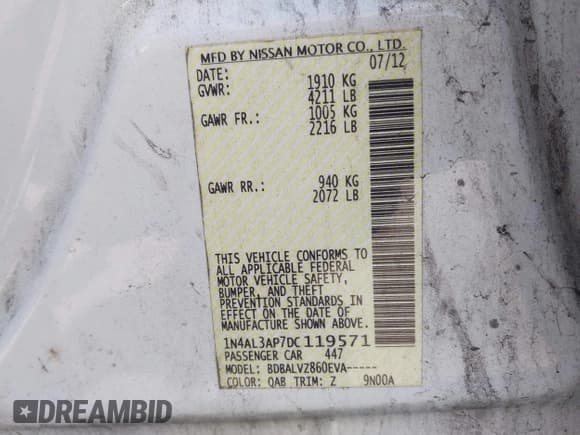 MFD BY NISSAN MOTOR CO., LTD.
DATE: 07/12
GVWR: 1910 KG
4211 LB
GAWR FR.: 1005 KG
2216 LB
GAWR RR.: 940 KG
2072 LB
THIS VEHICLE CONFORMS TO
ALL APPLICABLE FEDERAL
MOTOR VEHICLE SAFETY,
BUMPER, AND THEFT
PREVENTION STANDARDS
IN EFFECT ON THE DATE OF
MANUFACTURE SHOWN ABOVE.
1N4AL3AP7DC119571
PASSENGER CAR 447
MODEL: BDBALVZ860EVA-----
COLOR: QAB TRIM: Z 9N00A
DREAMBID